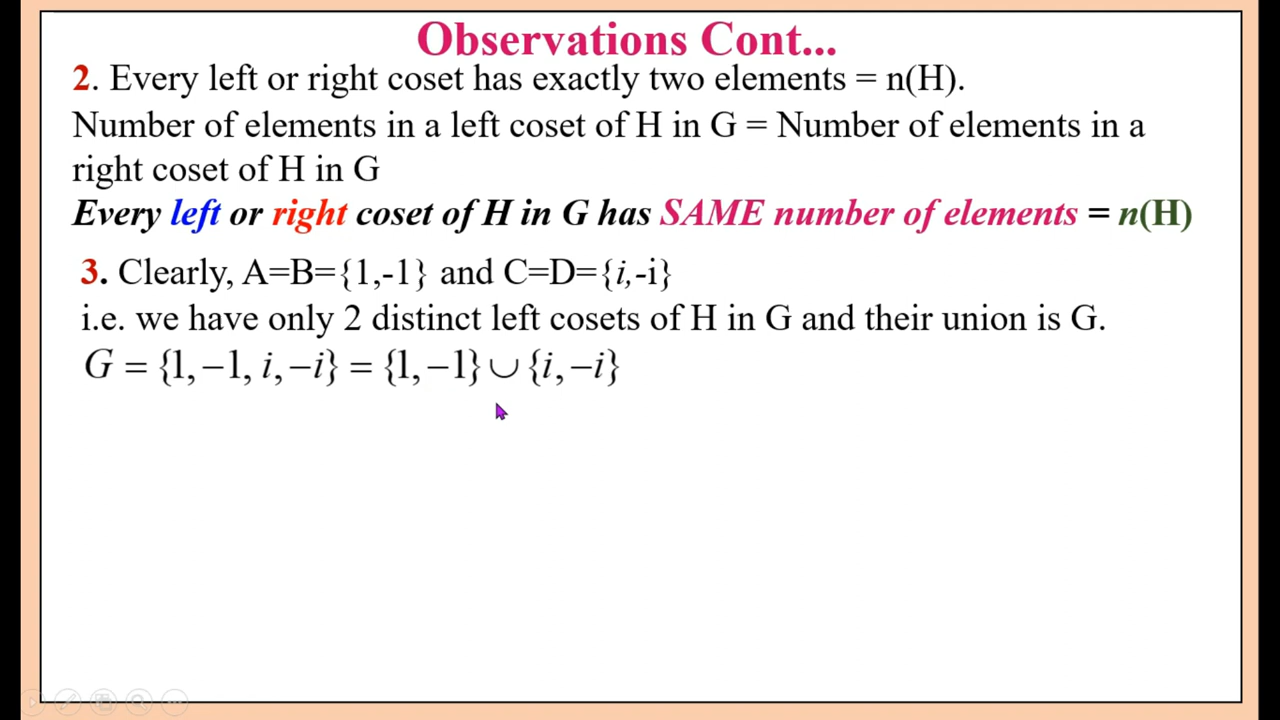 Observations Cont...
2. Every left or right coset has exactly two elements = n(H).
Number of elements in a left coset of H in G = Number of elements in a
right coset of H in G
Every left or right coset of H in G has SAME number of elements = n(H)
3. Clearly, A=B={1,-1} and C=D={i,-i}
i.e. we have only 2 distinct left cosets of H in G and their union is G.
G = {1, −1, i, −i} = {1, −1} ∪ {i, −i}